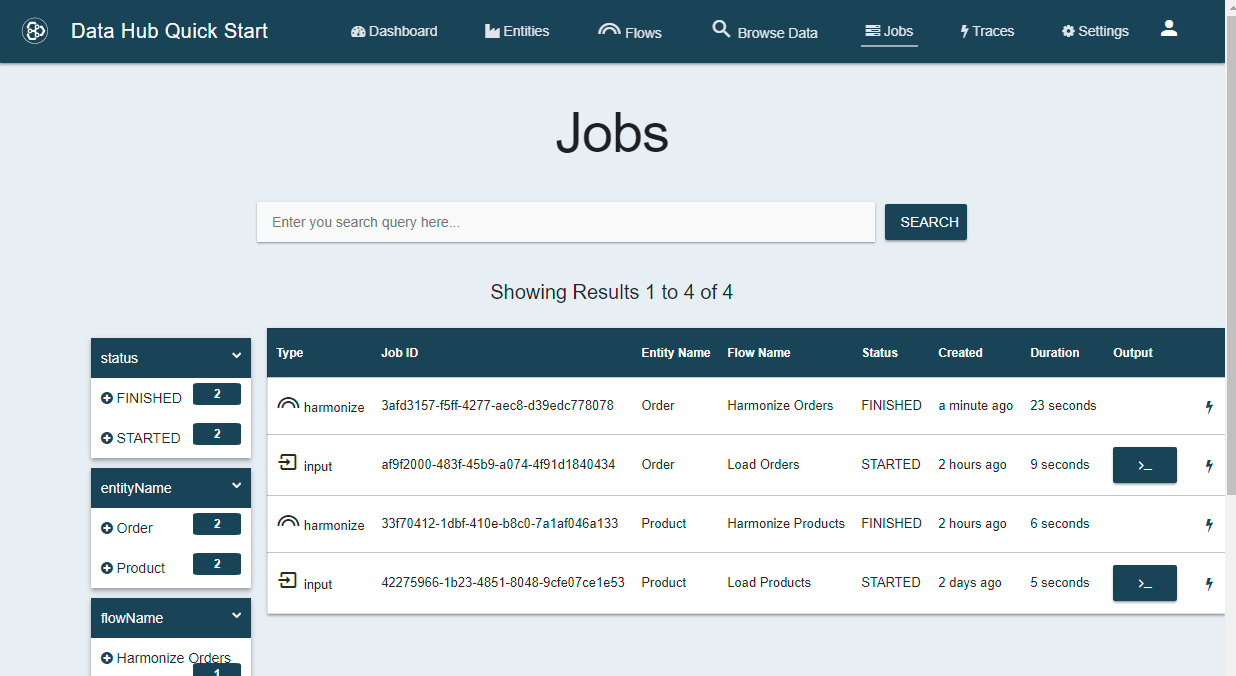 Data Hub Quick Start Dashboard Entities Flows Browse Data Jobs Traces Settings
Jobs
Enter you search query here... SEARCH
Showing Results 1 to 4 of 4
status
FINISHED 2
STARTED 2
entityName
Order 2
Product 2
flowName
Harmonize Orders
1
Type Job ID Entity Name Flow Name Status Created Duration Output
harmonize 3afd3157-f5ff-4277-aec8-d39edc778078 Order Harmonize Orders FINISHED a minute ago 23 seconds
input af9f2000-483f-45b9-a074-4f91d1840434 Order Load Orders STARTED 2 hours ago 9 seconds >_
harmonize 33f70412-1dbf-410e-b8c0-7a1af046a133 Product Harmonize Products FINISHED 2 hours ago 6 seconds
input 42275966-1b23-4851-8048-9cfe07ce1e53 Product Load Products STARTED 2 days ago 5 seconds >_